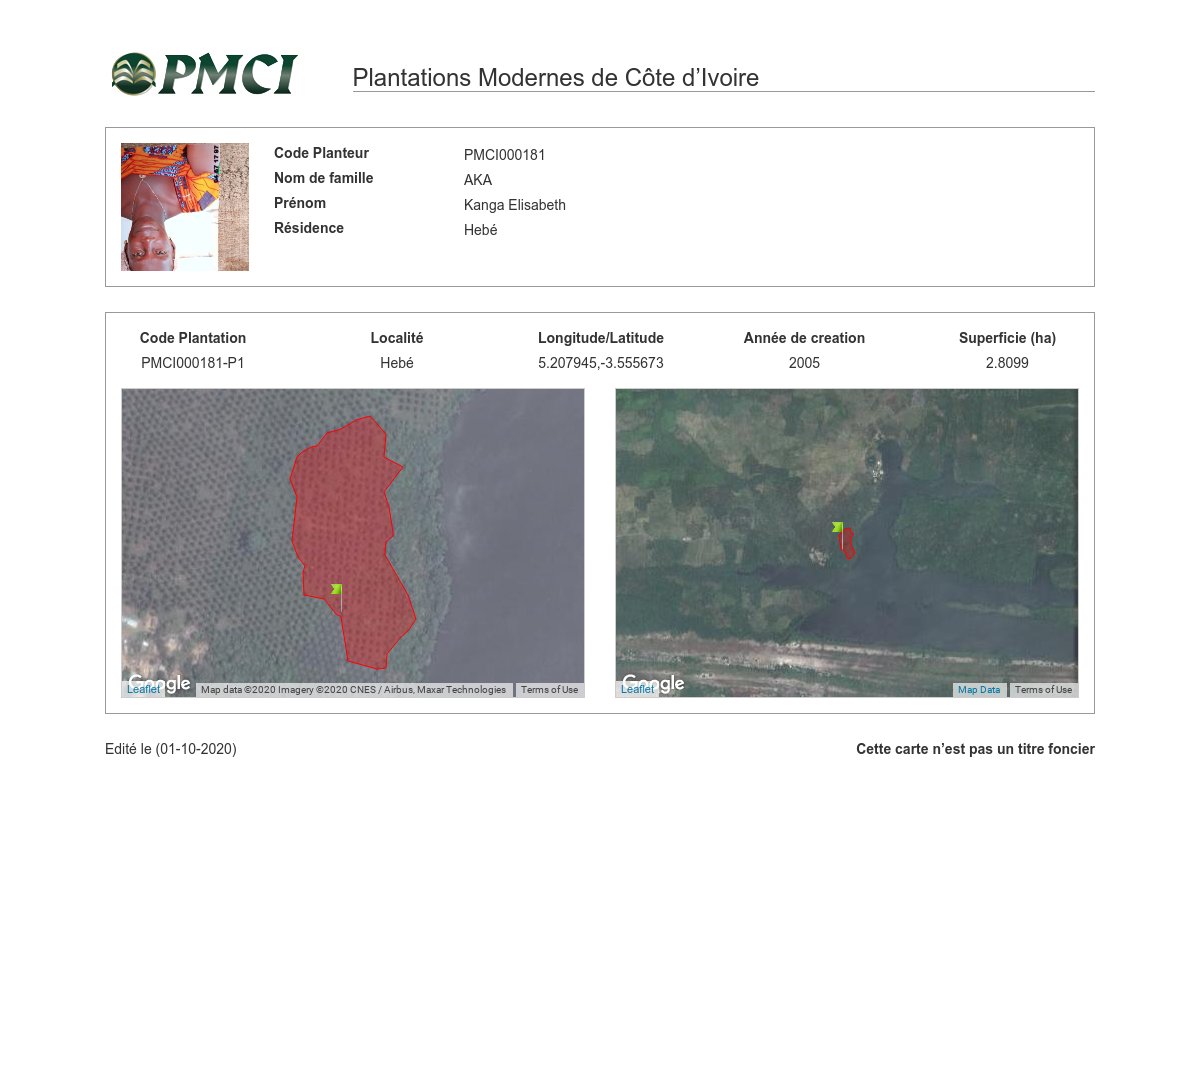 PMCI
Plantations Modernes de Côte d’Ivoire
Code Planteur PMCI000181
Nom de famille AKA
Prénom Kanga Elisabeth
Résidence Hebé
Code Plantation Localité Longitude/Latitude Année de creation Superficie (ha)
PMCI000181-P1 Hebé 5.207945,-3.555673 2005 2.8099
Google
Leaflet Map data ©2020 Imagery ©2020 CNES / Airbus, Maxar Technologies Terms of Use
Google
Leaflet Map Data Terms of Use
Edité le (01-10-2020) Cette carte n’est pas un titre foncier